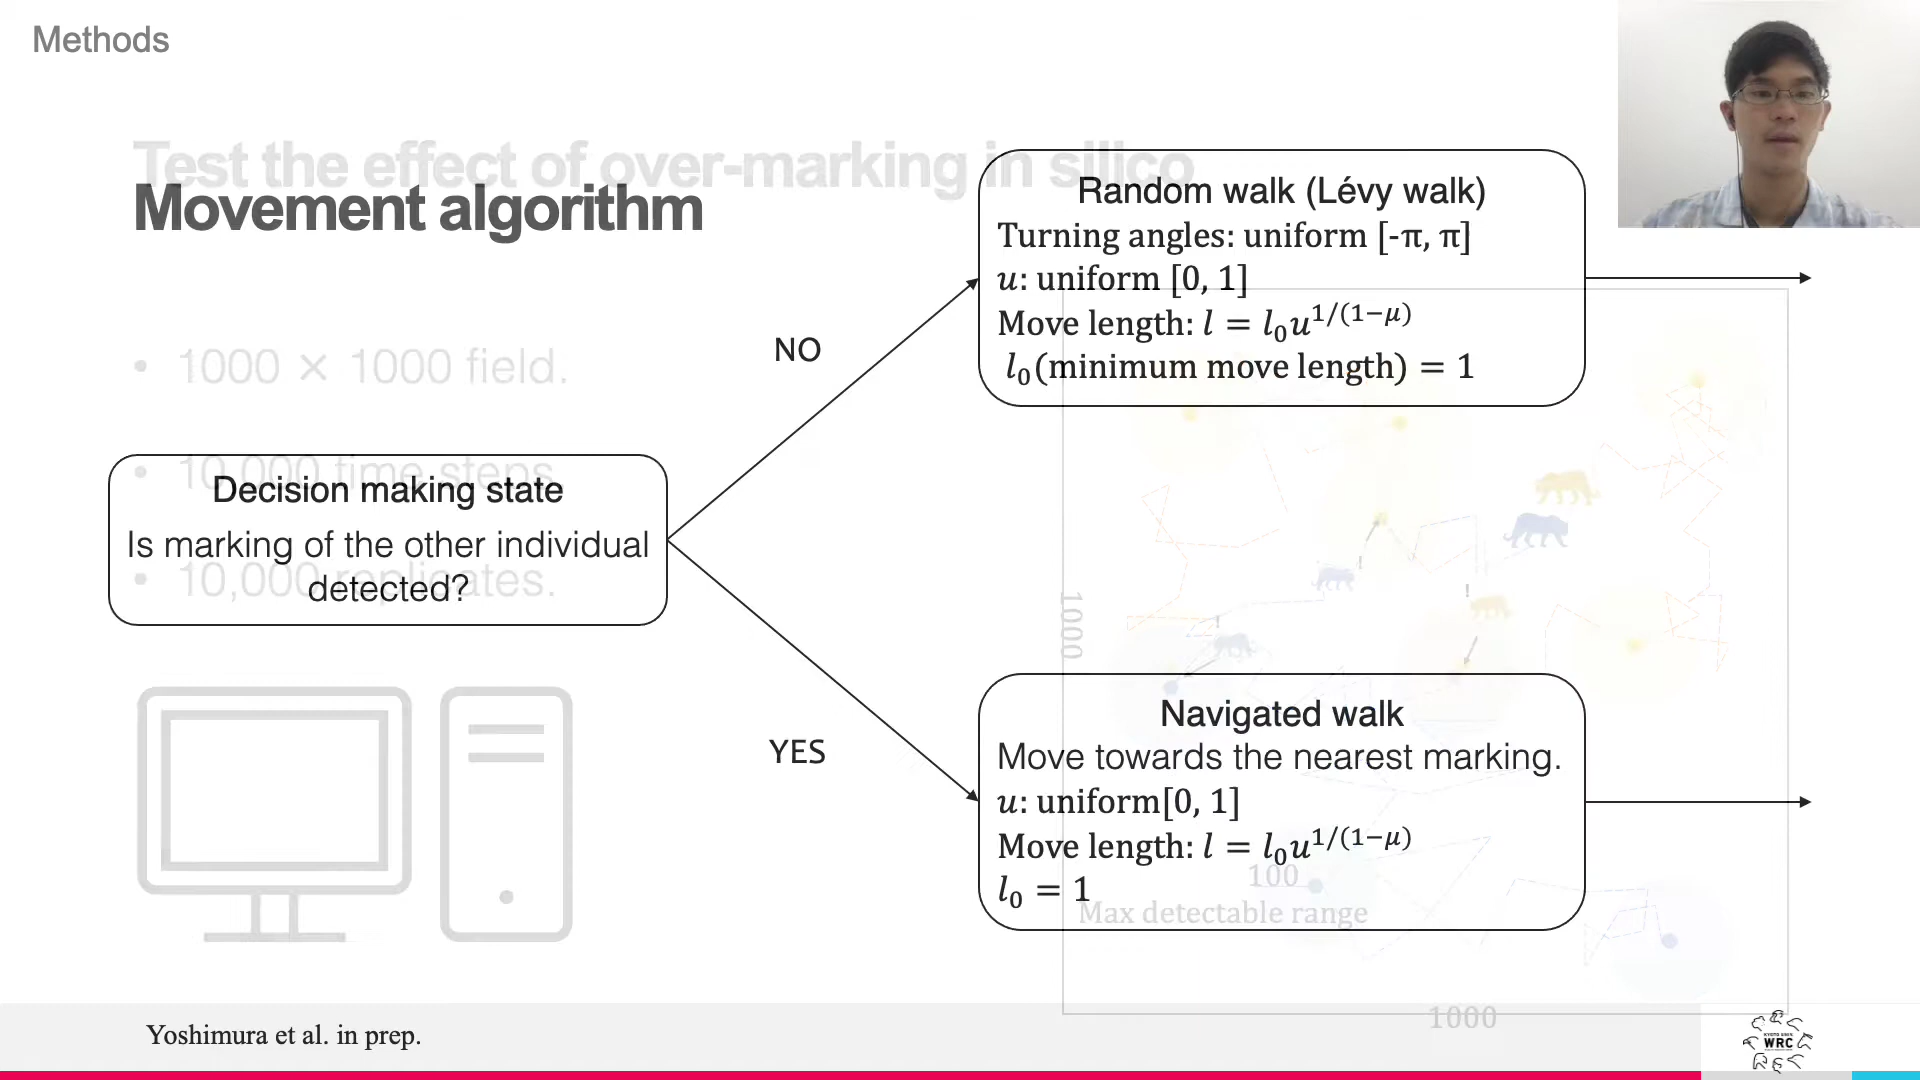 Methods
Test the effect of over-marking in silico
Movement algorithm
Random walk (Lévy walk)
Turning angles: uniform [-π, π]
u: uniform [0, 1]
Move length: l = l₀u^{1/(1−μ)}
l₀(minimum move length) = 1
NO
• 1000 × 1000 field.
• 10,000 time steps.
Decision making state
Is marking of the other individual
detected?
• 10,000 replicates.
!
!
!
1000
YES
Navigated walk
Move towards the nearest marking.
u: uniform[0, 1]
Move length: l = l₀u^{1/(1−μ)}
l₀ = 1
100
Max detectable range
1000
Yoshimura et al. in prep.
WRC